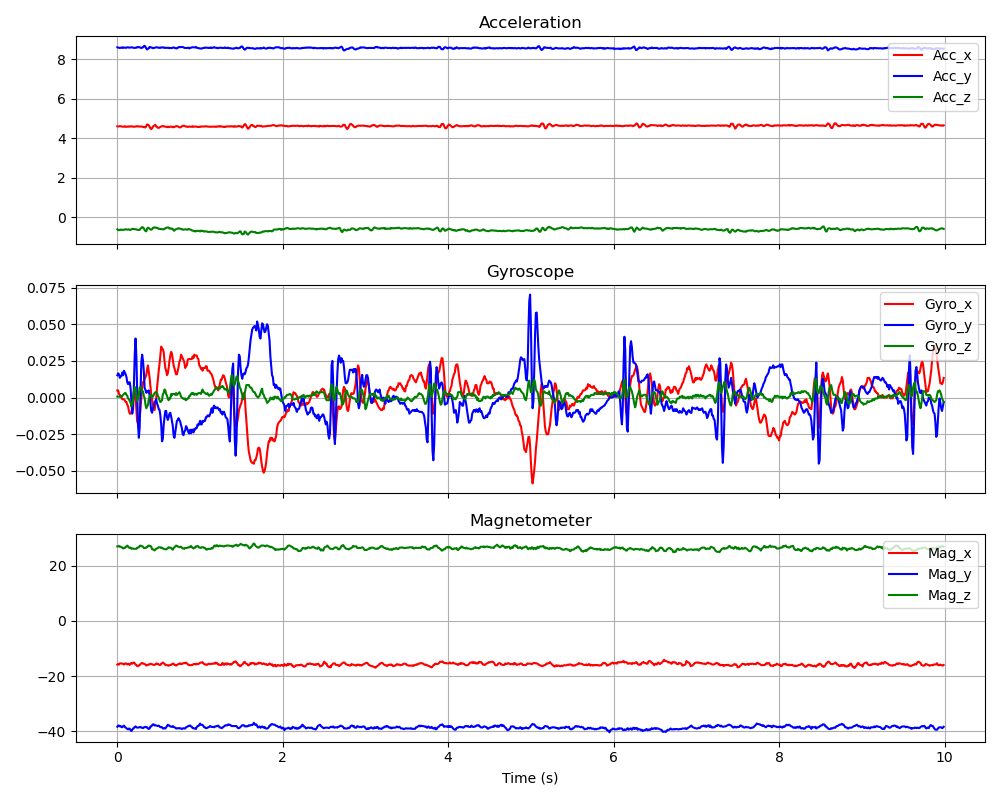 Acceleration
8
6
4
2
0
Acc_x
Acc_y
Acc_z
Gyroscope
0.075
0.050
0.025
0.000
−0.025
−0.050
Gyro_x
Gyro_y
Gyro_z
Magnetometer
20
0
−20
−40
Mag_x
Mag_y
Mag_z
0 2 4 6 8 10
Time (s)